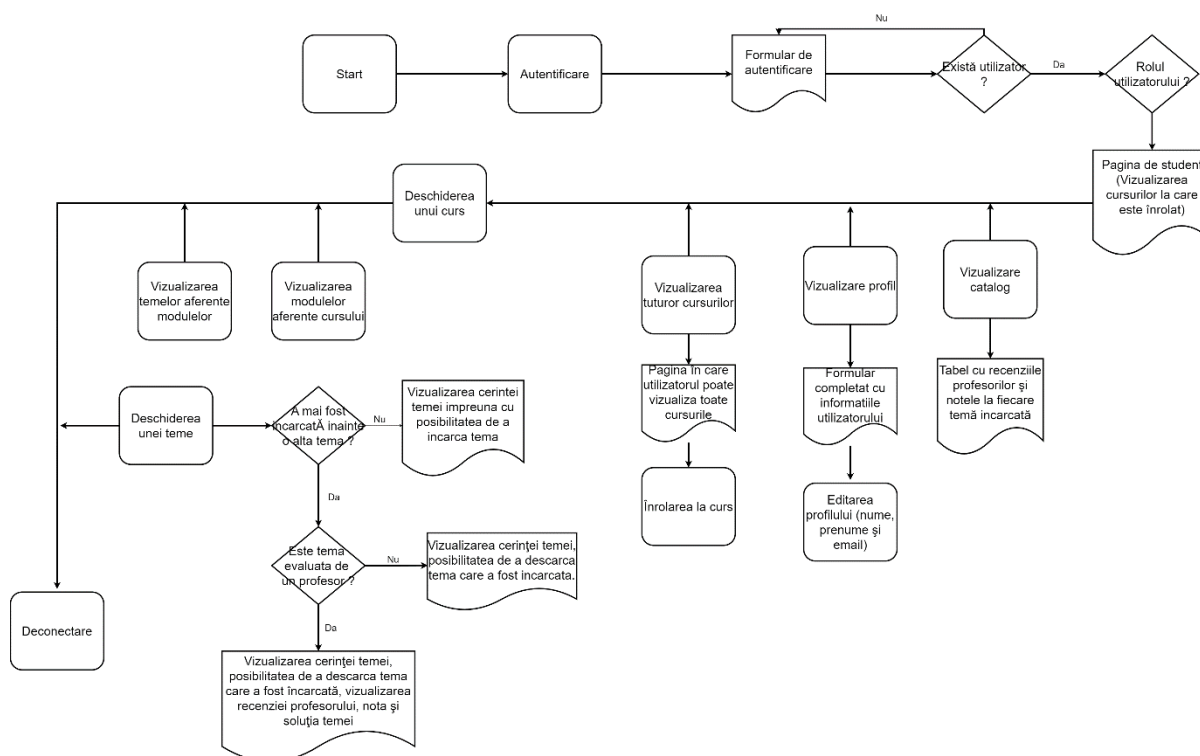 Nu
Start
Autentificare
Formular de
autentificare
Există utilizator
?
Da
Rolul
utilizatorului ?
Pagina de student
(Vizualizarea
cursurilor la care
este înrolat)
Deschiderea
unui curs
Vizualizarea
temelor aferente
modulelor
Vizualizarea
modulelor
aferente cursului
Vizualizarea
tuturor cursurilor
Vizualizare profil
Vizualizare
catalog
Pagina in care
utilizatorul poate
vizualiza toate
cursurile
Formular
completat cu
informatiile
utilizatorului
Tabel cu recenziile
profesorilor şi
notele la fiecare
temă incarcată
Deschiderea
unei teme
A mai fost
incarcatĂ inainte
o alta tema ?
Nu
Vizualizarea cerintei
temei impreuna cu
posibilitatea de a
incarca tema
Da
Înrolarea la curs
Editarea
profilului (nume,
prenume şi
email)
Este tema
evaluata de
un profesor ?
Nu
Vizualizarea cerinţei temei,
posibilitatea de a descarca
tema care a fost incarcata.
Deconectare
Da
Vizualizarea cerinţei temei,
posibilitatea de a descarca tema
care a fost încarcată, vizualizarea
recenziei profesorului, nota şi
soluţia temei